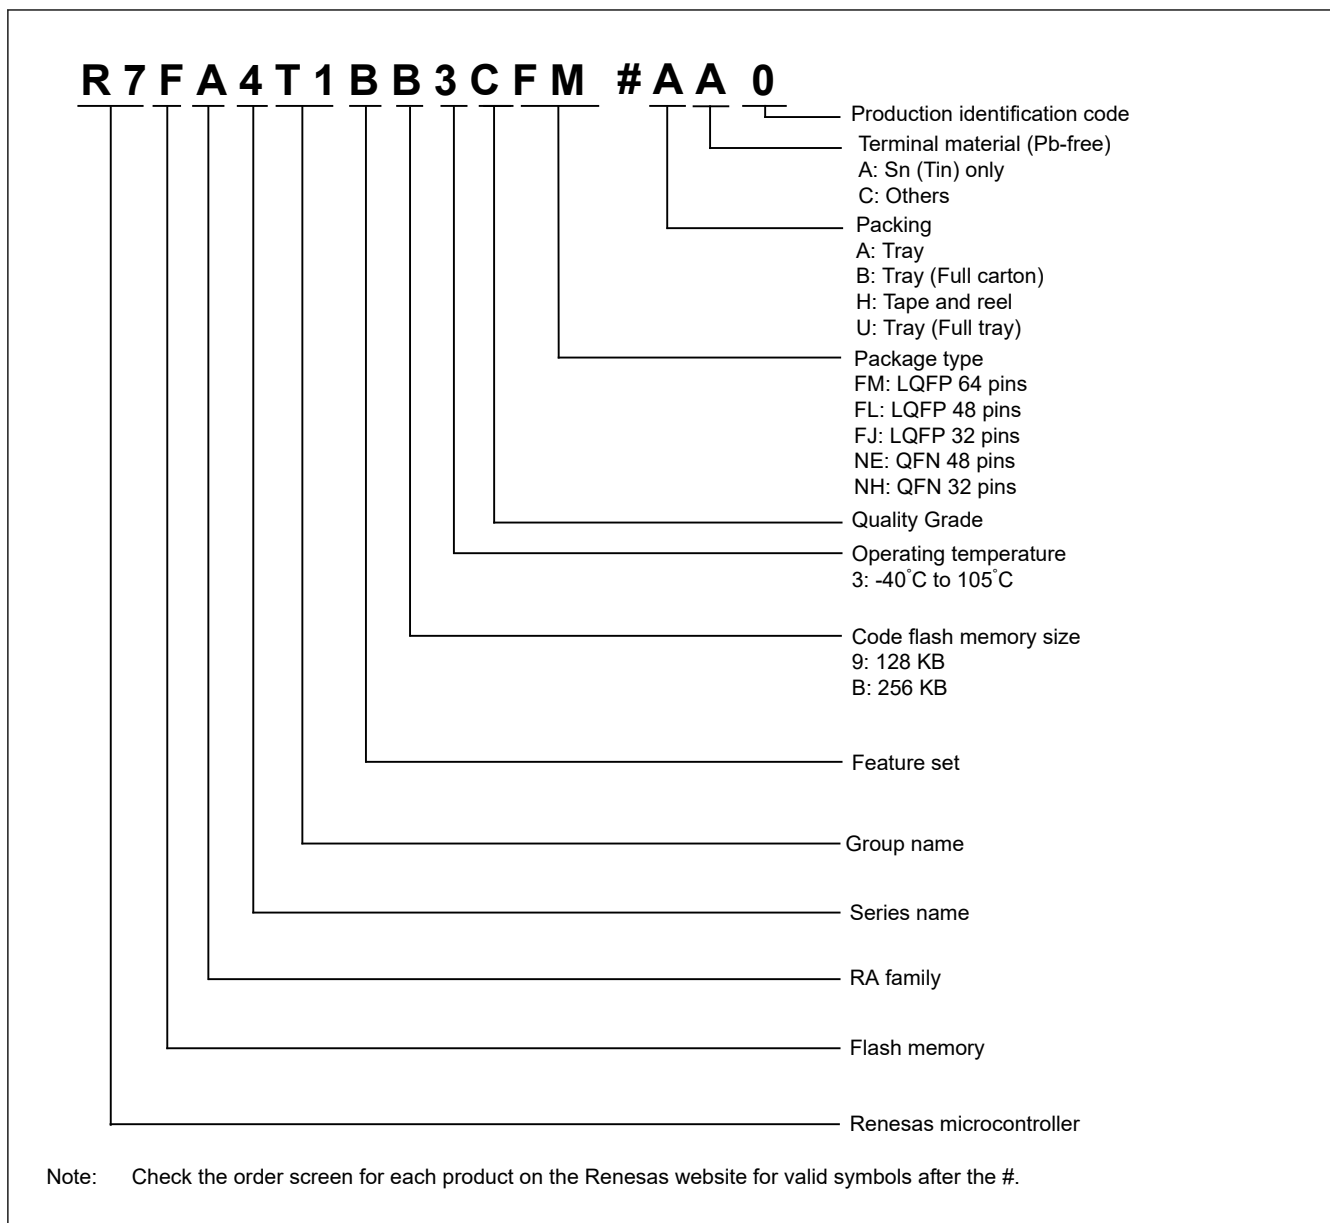 R7FA4T1BB3CFM #AA0
Production identification code
Terminal material (Pb-free)
A: Sn (Tin) only
C: Others
Packing
A: Tray
B: Tray (Full carton)
H: Tape and reel
U: Tray (Full tray)
Package type
FM: LQFP 64 pins
FL: LQFP 48 pins
FJ: LQFP 32 pins
NE: QFN 48 pins
NH: QFN 32 pins
Quality Grade
Operating temperature
3: -40°C to 105°C
Code flash memory size
9: 128 KB
B: 256 KB
Feature set
Group name
Series name
RA family
Flash memory
Renesas microcontroller
Note: Check the order screen for each product on the Renesas website for valid symbols after the #.